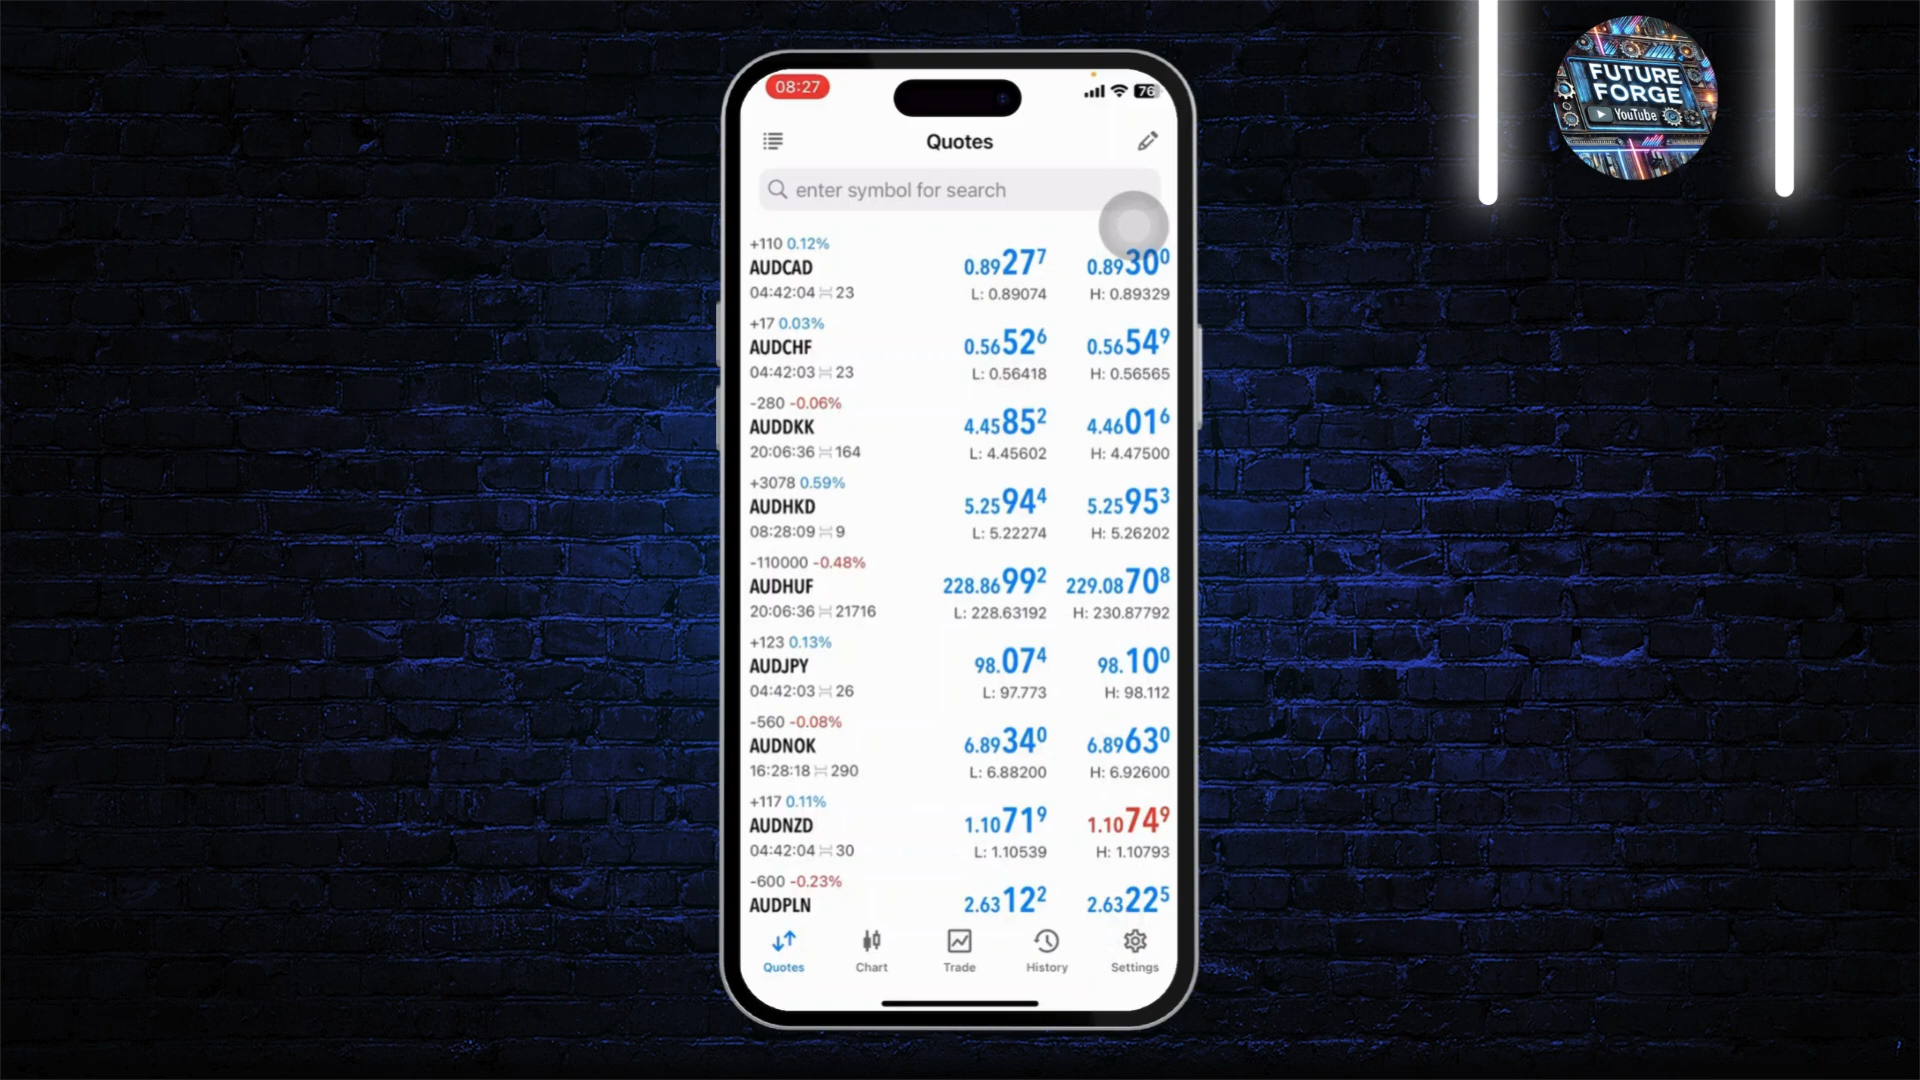 FUTURE
FORGE
YouTube
08:27
76
Quotes
enter symbol for search
+110 0.12%
AUDCAD 0.89277 0.89300
04:42:04 23 L: 0.89074 H: 0.89329
+17 0.03%
AUDCHF 0.56526 0.56549
04:42:03 23 L: 0.56418 H: 0.56565
-280 -0.06%
AUDDKK 4.45852 4.46016
20:06:36 164 L: 4.45602 H: 4.47500
+3078 0.59%
AUDHKD 5.25944 5.25953
08:28:09 9 L: 5.22274 H: 5.26202
-110000 -0.48%
AUDHUF 228.86992 229.08708
20:06:36 21716 L: 228.63192 H: 230.87792
+123 0.13%
AUDJPY 98.074 98.100
04:42:03 26 L: 97.773 H: 98.112
-560 -0.08%
AUDNOK 6.89340 6.89630
16:28:18 290 L: 6.88200 H: 6.92600
+117 0.11%
AUDNZD 1.10719 1.10749
04:42:04 30 L: 1.10539 H: 1.10793
-600 -0.23%
AUDPLN 2.63122 2.63225
Quotes Chart Trade History Settings